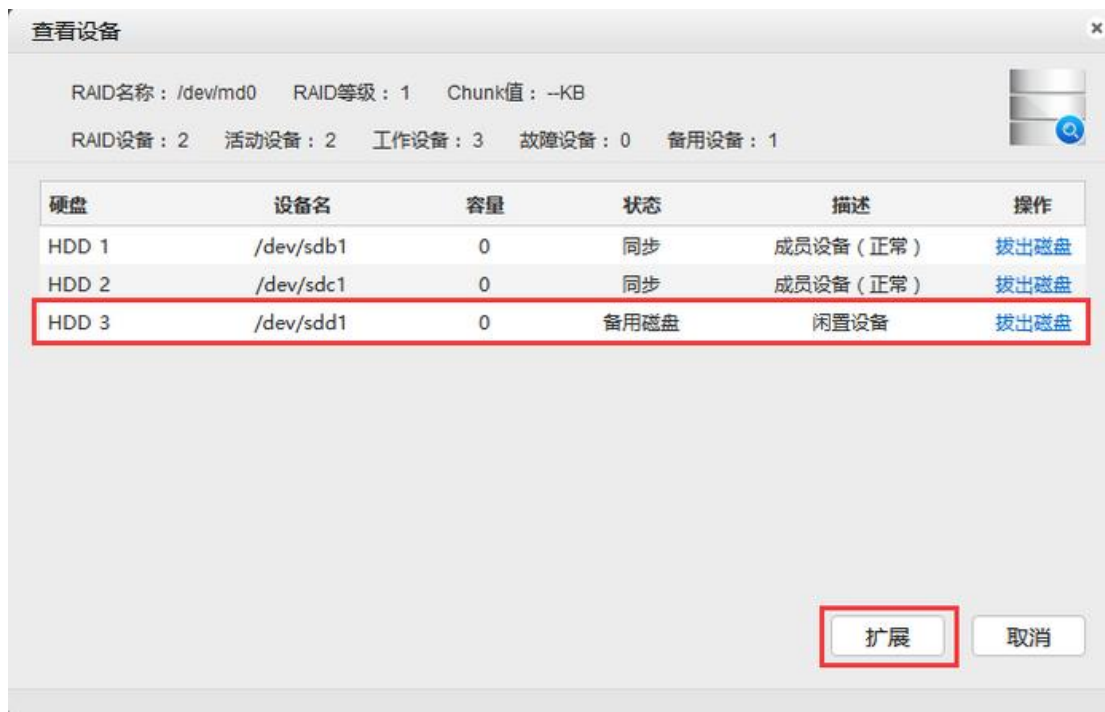 查看设备
RAID名称：/dev/md0 RAID等级：1 Chunk值：--KB
RAID设备：2 活动设备：2 工作设备：3 故障设备：0 备用设备：1
硬盘 设备名 容量 状态 描述 操作
HDD 1 /dev/sdb1 0 同步 成员设备（正常） 拔出磁盘
HDD 2 /dev/sdc1 0 同步 成员设备（正常） 拔出磁盘
HDD 3 /dev/sdd1 0 备用磁盘 闲置设备 拔出磁盘
扩展 取消